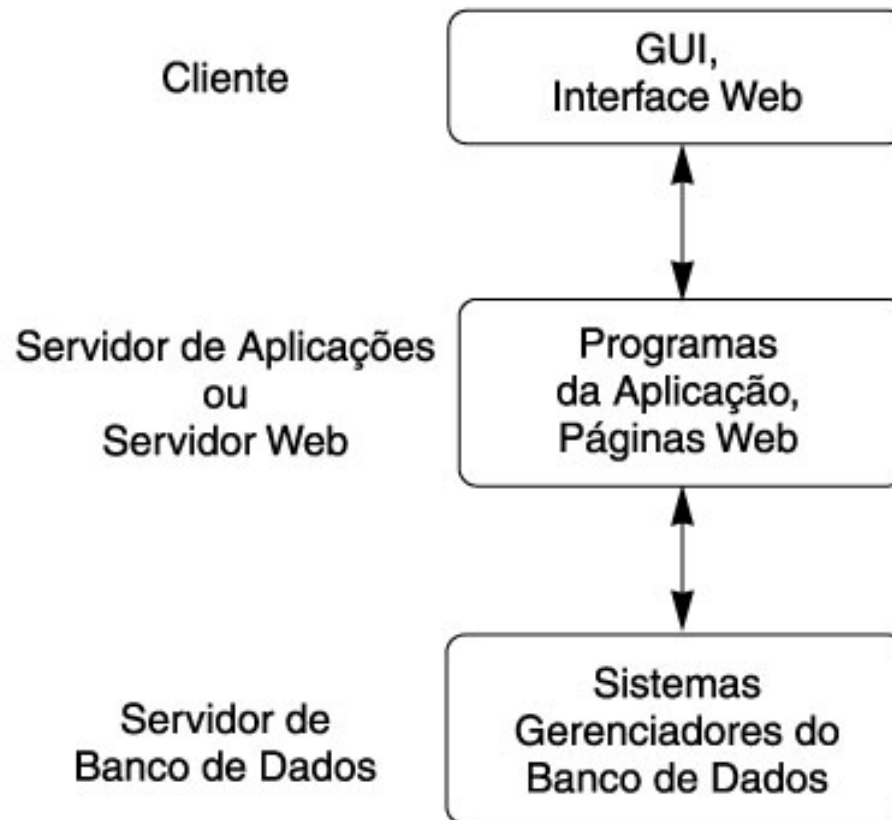 Cliente
GUI,
Interface Web
Servidor de Aplicações
ou
Servidor Web
Programas
da Aplicação,
Páginas Web
Servidor de
Banco de Dados
Sistemas
Gerenciadores do
Banco de Dados